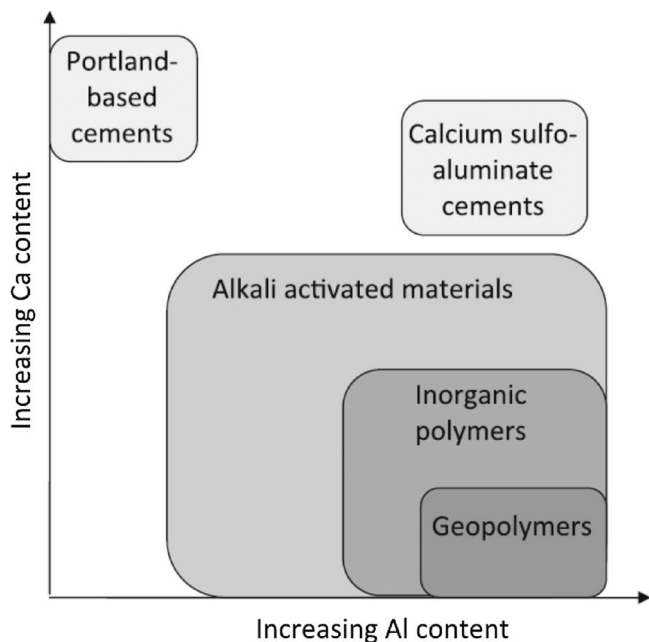 Portland-
based
cements
Calcium sulfo-
aluminate
cements
Alkali activated materials
Inorganic
polymers
Geopolymers
Increasing Ca content
Increasing Al content